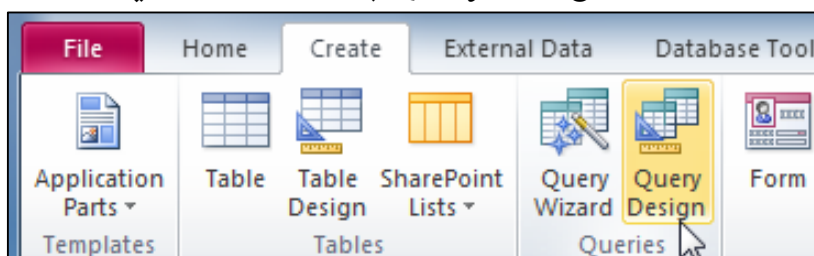 File Home Create External Data Database Tool
Application Parts Table Table Design SharePoint Lists Query Wizard Query Design Form
Templates Tables Queries